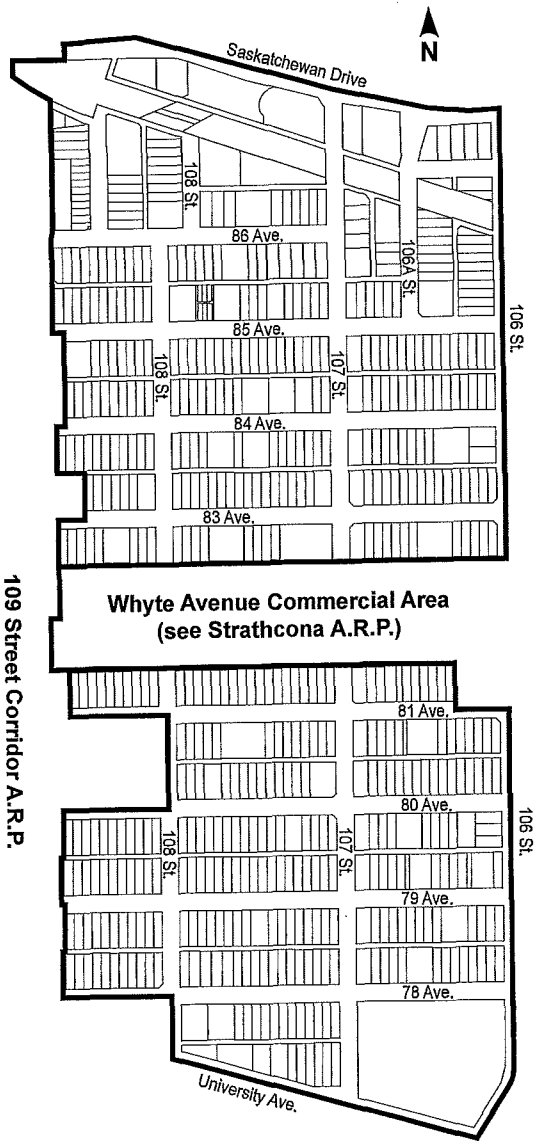 N
Saskatchewan Drive
108 St.
86 Ave.
106A St.
106 St.
85 Ave.
108 St.
107 St.
84 Ave.
83 Ave.
Whyte Avenue Commercial Area
(see Strathcona A.R.P.)
109 Street Corridor A.R.P.
81 Ave.
80 Ave.
106 St.
108 St.
107 St.
79 Ave.
78 Ave.
University Ave.